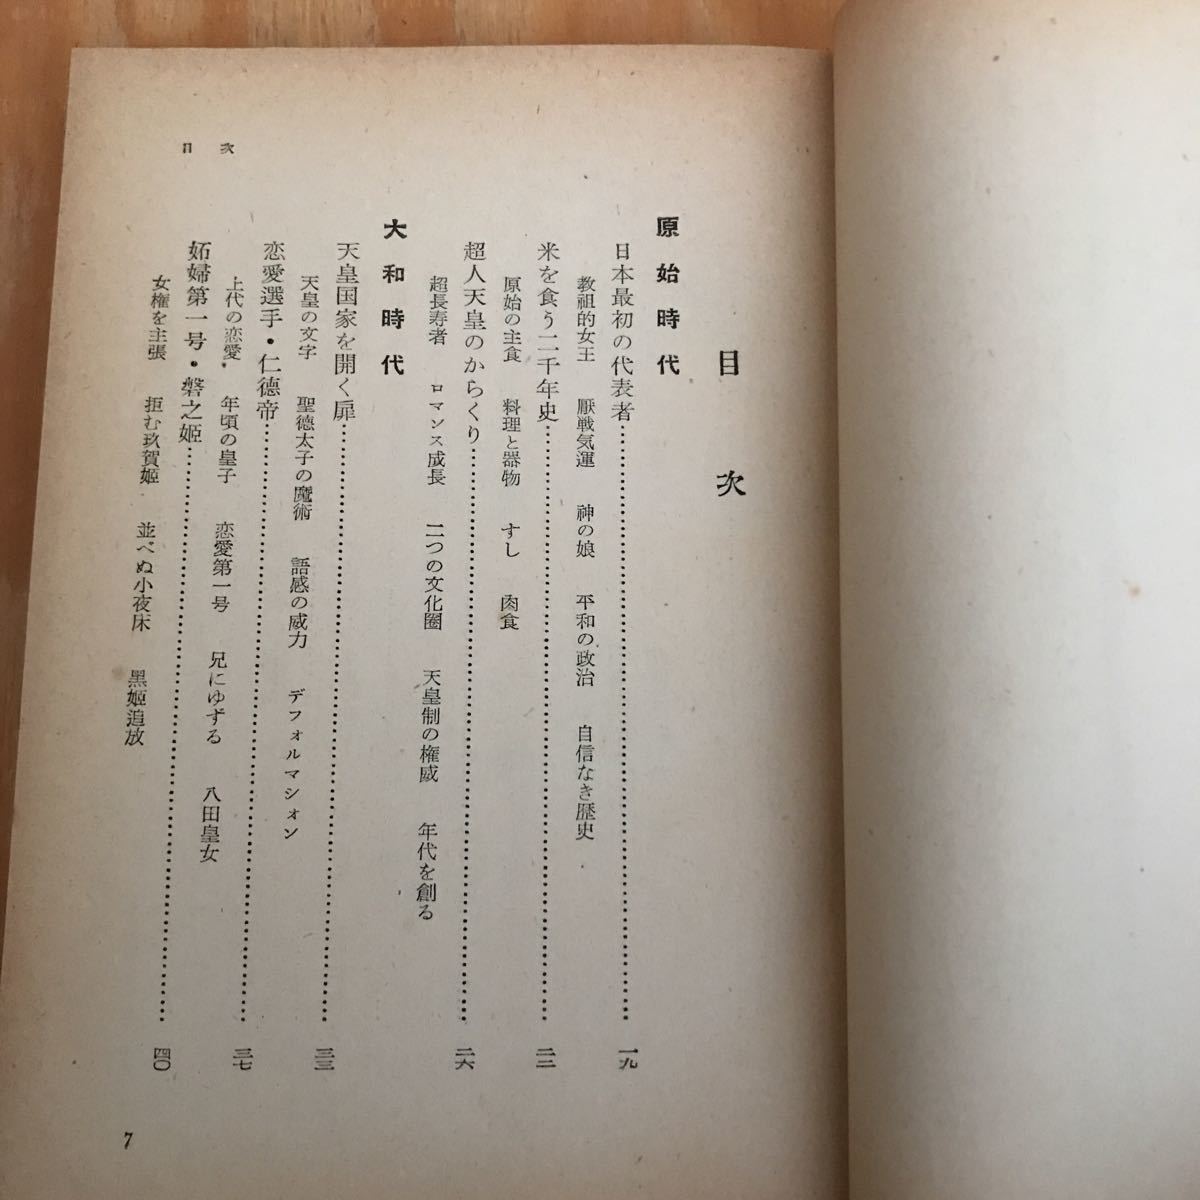 目次
原始時代
日本最初の代表者……一九
教祖的女王 厭戦気運 神の娘 平和の政治 自信なき歴史
米を食う二千年史……二二
原始の主食 料理と器物 すし 肉食
超人天皇のからくり……二六
超長寿者 ロマンス成長 二つの文化圏 天皇制の権威 年代を創る
大和時代
天皇国家を開く扉……三三
天皇の文字 聖徳太子の魔術 語感の威力 デフォルマシォン
恋愛選手・仁徳帝……三七
上代の恋愛 年頃の皇子 恋愛第一号 兄にゆずる 八田皇女
妬婦第一号・磐之姫……四〇
女権を主張 拒む玖賀姫 並べぬ小夜床 黒姫追放
目次
7